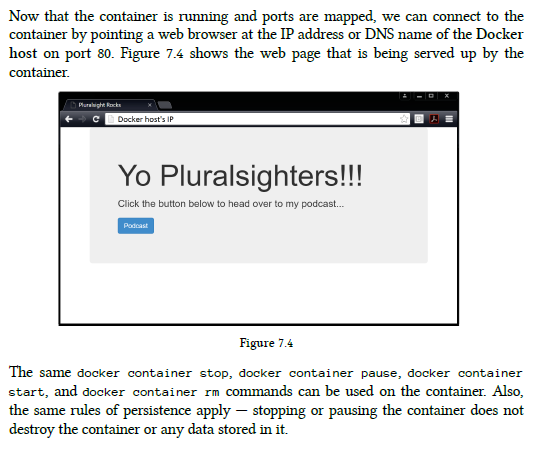 Now that the container is running and ports are mapped, we can connect to the
container by pointing a web browser at the IP address or DNS name of the Docker
host on port 80. Figure 7.4 shows the web page that is being served up by the
container.
Pluralsight Rocks
Docker host's IP
Yo Pluralsighters!!!
Click the button below to head over to my podcast...
Podcast
Figure 7.4
The same docker container stop, docker container pause, docker container
start, and docker container rm commands can be used on the container. Also,
the same rules of persistence apply — stopping or pausing the container does not
destroy the container or any data stored in it.